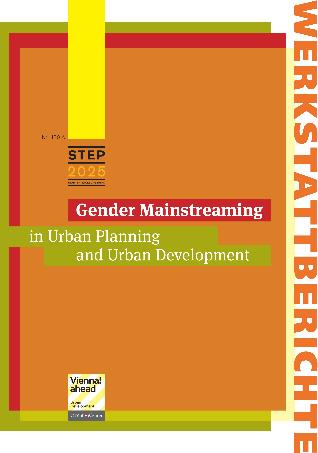 WERKSTATTBERICHTE
STEP
2025
Gender Mainstreaming
in Urban Planning
and Urban Development
Vienna!
ahead